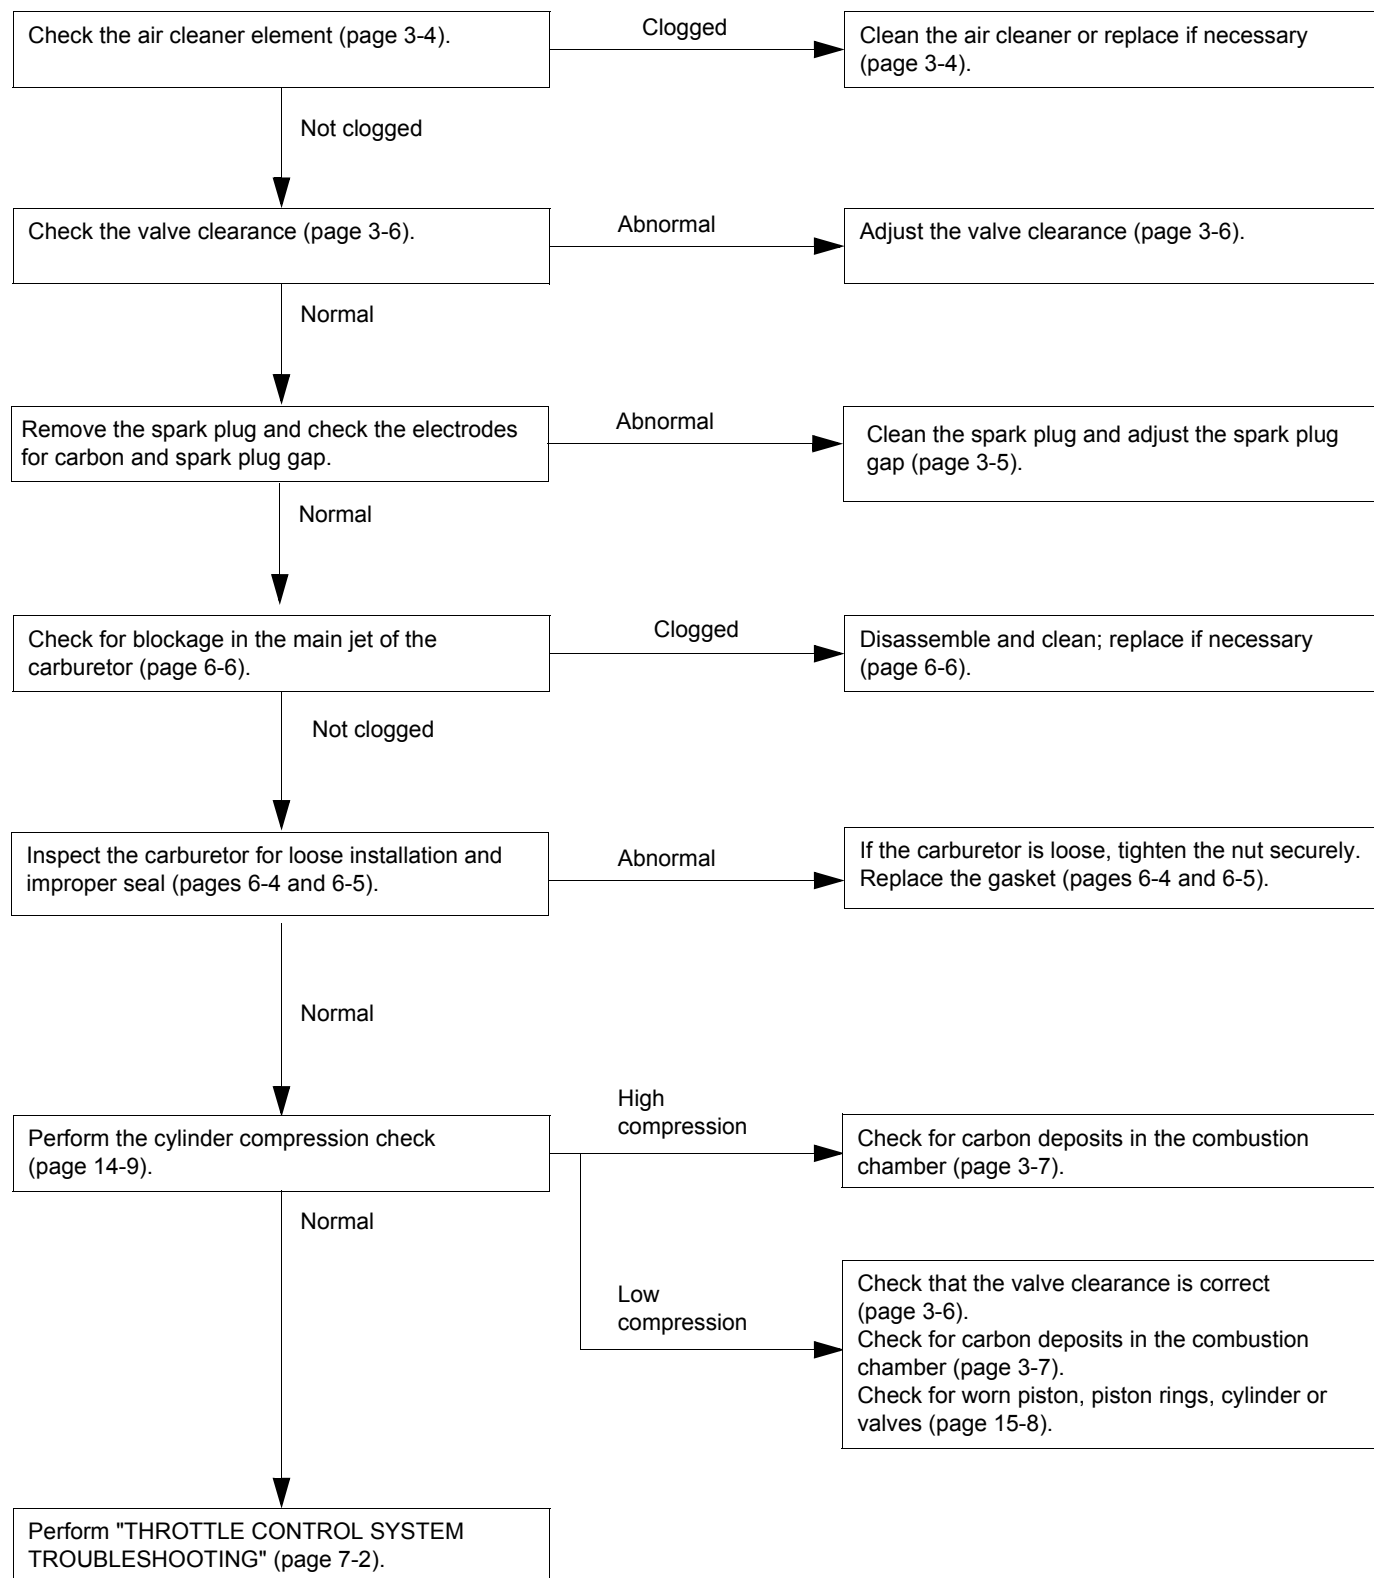 Check the air cleaner element (page 3-4).
Clogged
Clean the air cleaner or replace if necessary
(page 3-4).
Not clogged
Check the valve clearance (page 3-6).
Abnormal
Adjust the valve clearance (page 3-6).
Normal
Remove the spark plug and check the electrodes
for carbon and spark plug gap.
Abnormal
Clean the spark plug and adjust the spark plug
gap (page 3-5).
Normal
Check for blockage in the main jet of the
carburetor (page 6-6).
Clogged
Disassemble and clean; replace if necessary
(page 6-6).
Not clogged
Inspect the carburetor for loose installation and
improper seal (pages 6-4 and 6-5).
Abnormal
If the carburetor is loose, tighten the nut securely.
Replace the gasket (pages 6-4 and 6-5).
Normal
Perform the cylinder compression check
(page 14-9).
High
compression
Check for carbon deposits in the combustion
chamber (page 3-7).
Normal
Low
compression
Check that the valve clearance is correct
(page 3-6).
Check for carbon deposits in the combustion
chamber (page 3-7).
Check for worn piston, piston rings, cylinder or
valves (page 15-8).
Perform "THROTTLE CONTROL SYSTEM
TROUBLESHOOTING" (page 7-2).